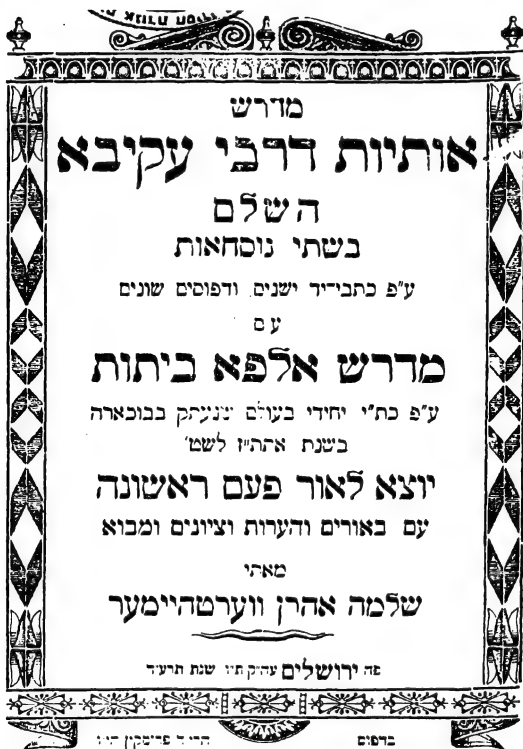 מדרש
אותיות דרבי עקיבא
השלם
בשתי נוסחאות
ע"פ כתבי־יד ישנים ודפוסים שונים
עם
מדרש אלפא ביתות
ע"פ כת"י יחידי בעולם שנעתק בבוכארה
בשנת אתת"ז לשט'
יוצא לאור פעם ראשונה
עם באורים והערות וציונים ומבוא
מאתי
שלמה אהרן ווערטהיימער
פה ירושלים עה"ק ת"ו שנת תרע"ד
בדפוס